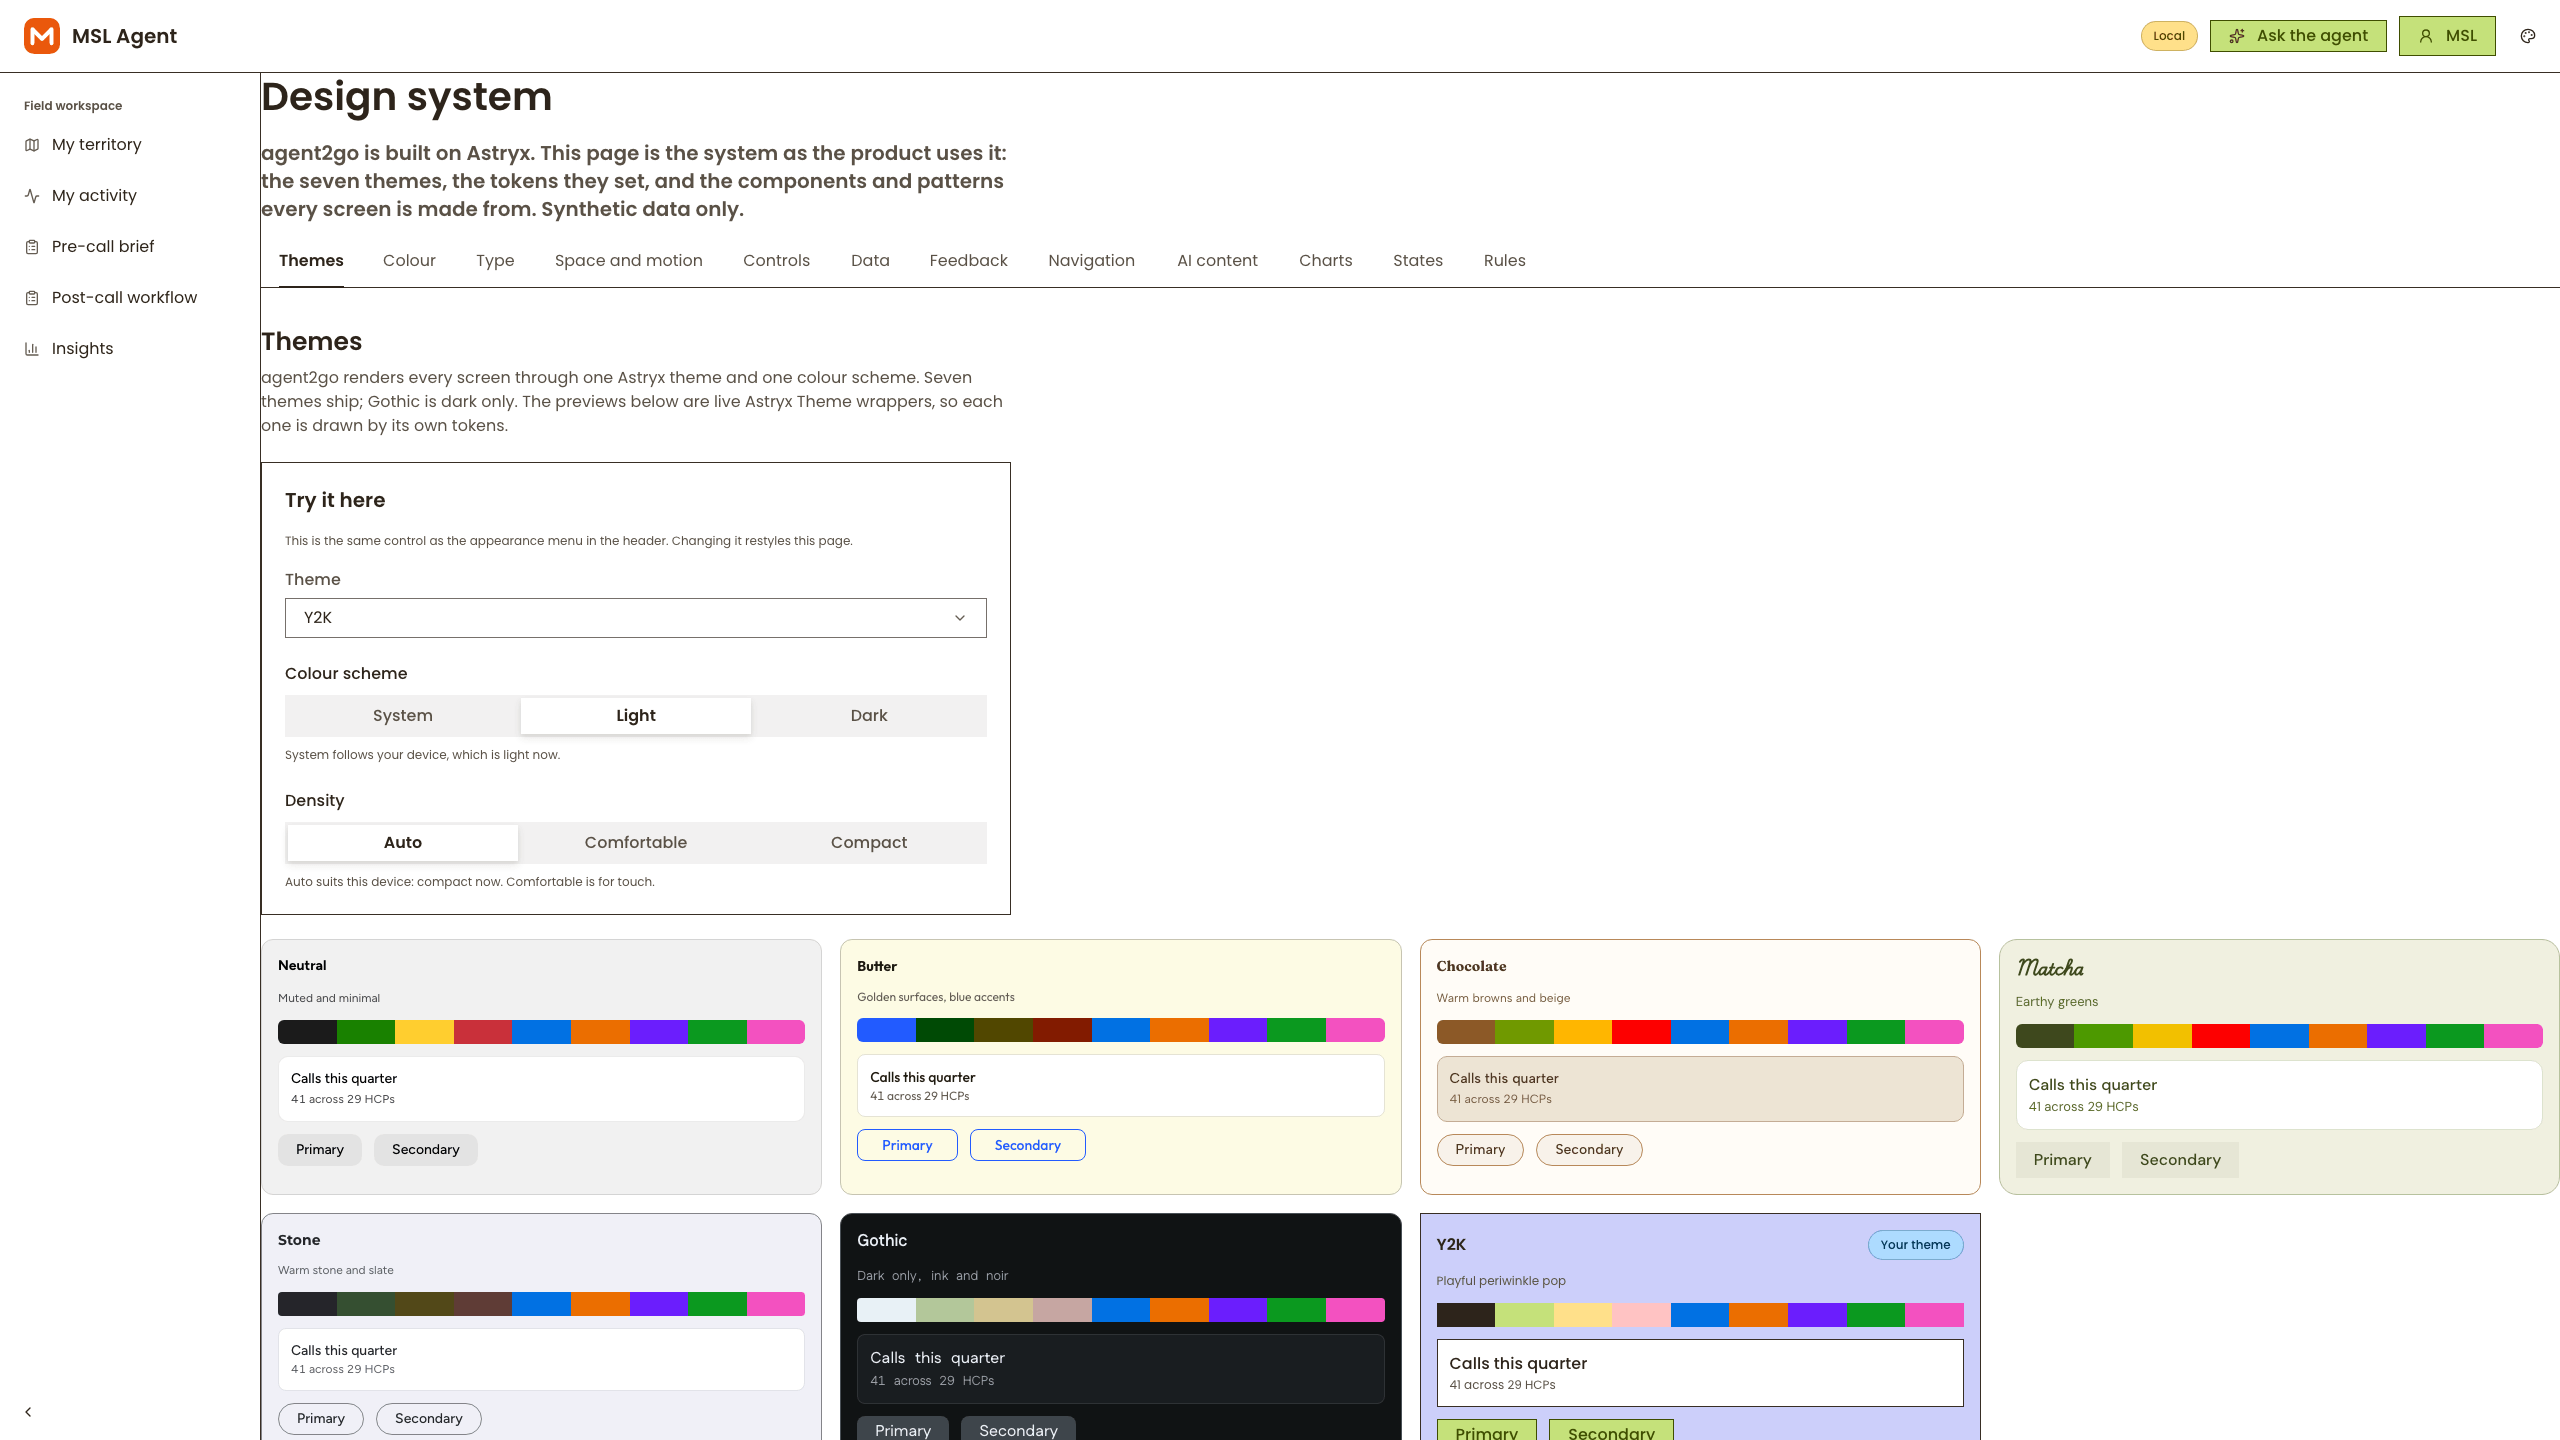 MSL Agent
Local
Ask the agent
MSL
Field workspace
My territory
My activity
Pre-call brief
Post-call workflow
Insights
Design system
agent2go is built on Astryx. This page is the system as the product uses it:
the seven themes, the tokens they set, and the components and patterns
every screen is made from. Synthetic data only.
Themes Colour Type Space and motion Controls Data Feedback Navigation AI content Charts States Rules
Themes
agent2go renders every screen through one Astryx theme and one colour scheme. Seven
themes ship; Gothic is dark only. The previews below are live Astryx Theme wrappers, so each
one is drawn by its own tokens.
Try it here
This is the same control as the appearance menu in the header. Changing it restyles this page.
Theme
Y2K
Colour scheme
System Light Dark
System follows your device, which is light now.
Density
Auto Comfortable Compact
Auto suits this device: compact now. Comfortable is for touch.
Neutral
Muted and minimal
Calls this quarter
41 across 29 HCPs
Primary Secondary
Butter
Golden surfaces, blue accents
Calls this quarter
41 across 29 HCPs
Primary Secondary
Chocolate
Warm browns and beige
Calls this quarter
41 across 29 HCPs
Primary Secondary
Matcha
Earthy greens
Calls this quarter
41 across 29 HCPs
Primary Secondary
Stone
Warm stone and slate
Calls this quarter
41 across 29 HCPs
Primary Secondary
Gothic
Dark only, ink and noir
Calls this quarter
41 across 29 HCPs
Primary Secondary
Y2K
Your theme
Playful periwinkle pop
Calls this quarter
41 across 29 HCPs
Primary Secondary